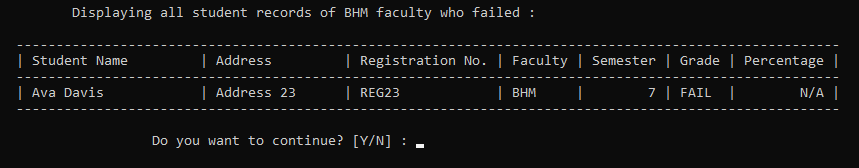 Displaying all student records of BHM faculty who failed :
-------------------------------------------------------------------------------------------------------
| Student Name         | Address         | Registration No. | Faculty | Semester | Grade | Percentage |
-------------------------------------------------------------------------------------------------------
| Ava Davis            | Address 23      | REG23            | BHM     |        7 | FAIL  |        N/A |
-------------------------------------------------------------------------------------------------------
Do you want to continue? [Y/N] :